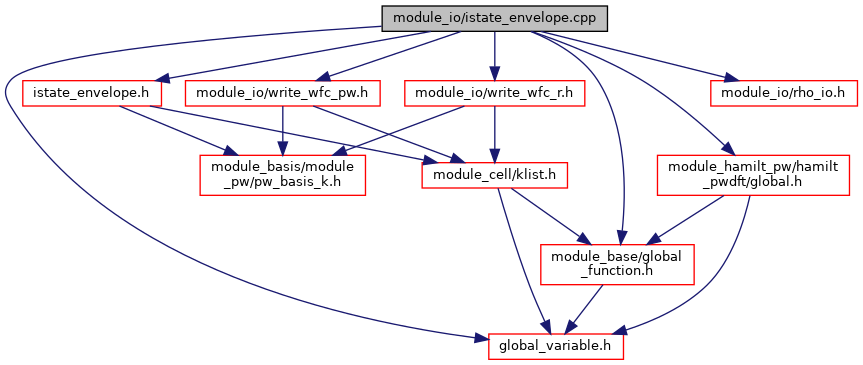 module_io/istate_envelope.cpp
istate_envelope.h
module_io/write_wfc_pw.h
module_io/write_wfc_r.h
module_io/rho_io.h
module_basis/module
_pw/pw_basis_k.h
module_cell/klist.h
module_hamilt_pw/hamilt
_pwdft/global.h
module_base/global
_function.h
global_variable.h